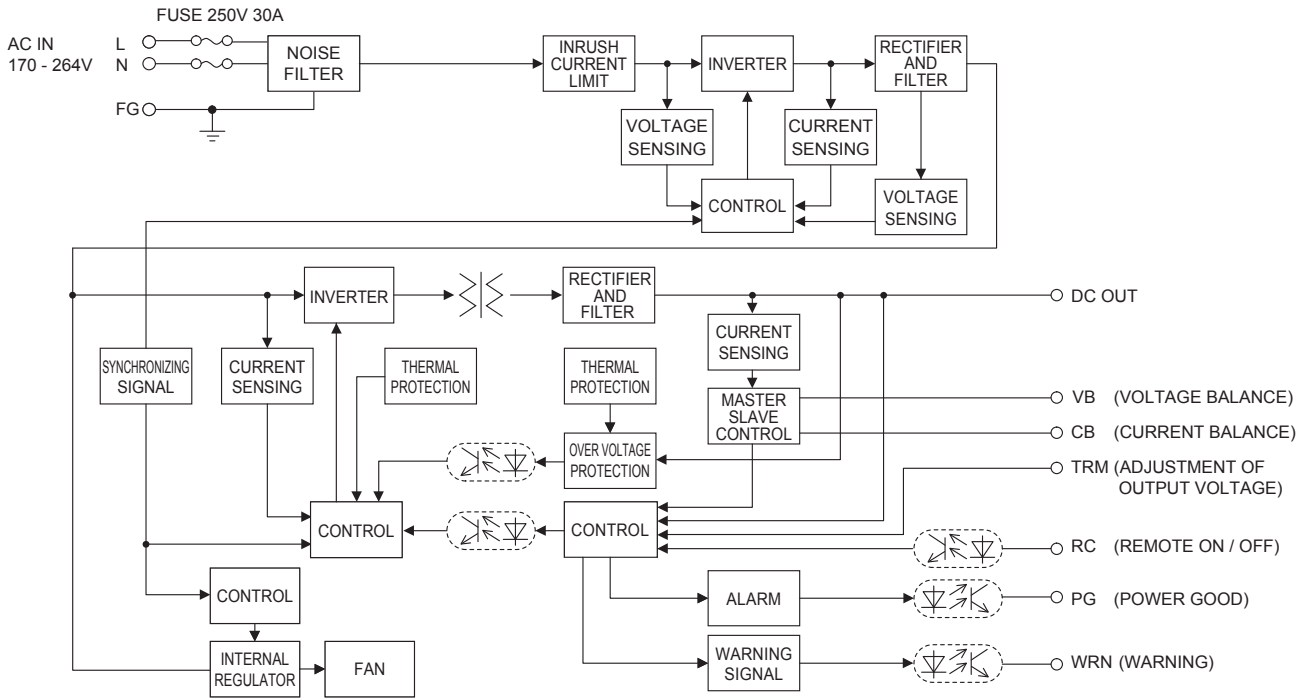 FUSE 250V 30A
AC IN
170 - 264V
L
N
FG
NOISE
FILTER
INRUSH
CURRENT
LIMIT
INVERTER
RECTIFIER
AND
FILTER
VOLTAGE
SENSING
CURRENT
SENSING
CONTROL
VOLTAGE
SENSING
INVERTER
RECTIFIER
AND
FILTER
DC OUT
SYNCHRONIZING
SIGNAL
CURRENT
SENSING
THERMAL
PROTECTION
THERMAL
PROTECTION
CURRENT
SENSING
MASTER
SLAVE
CONTROL
VB (VOLTAGE BALANCE)
CB (CURRENT BALANCE)
OVER VOLTAGE
PROTECTION
TRM (ADJUSTMENT OF
OUTPUT VOLTAGE)
CONTROL
CONTROL
RC (REMOTE ON / OFF)
CONTROL
ALARM
PG (POWER GOOD)
INTERNAL
REGULATOR
FAN
WARNING
SIGNAL
WRN (WARNING)